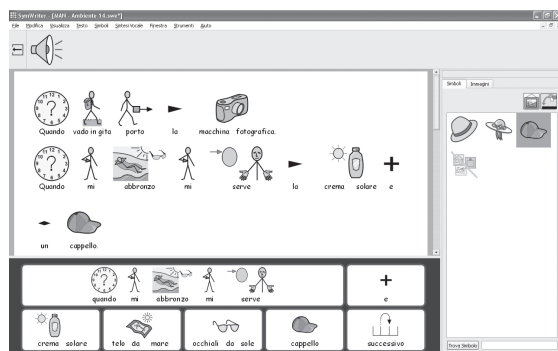 SymWriter - [MAN - Ambiente 14.swe*]
File Modifica Visualizza Testo Simboli Sintesi Vocale Finestra Strumenti Aiuto
Quando vado in gita porto la macchina fotografica.
Quando mi abbronzo mi serve la crema solare e
un cappello.
quando mi abbronzo mi serve
e
crema solare
telo da mare
occhiali da sole
cappello
successivo
Simboli Immagini
Trova Simbolo